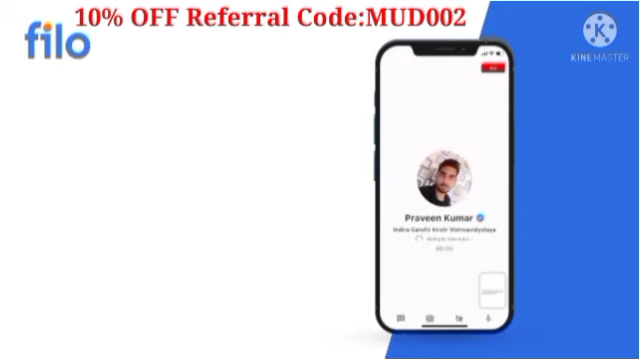 10% OFF Referral Code:MUD002
filo
KINEMASTER
Praveen Kumar
Indira Gandhi Krishi Vishwavidyalaya